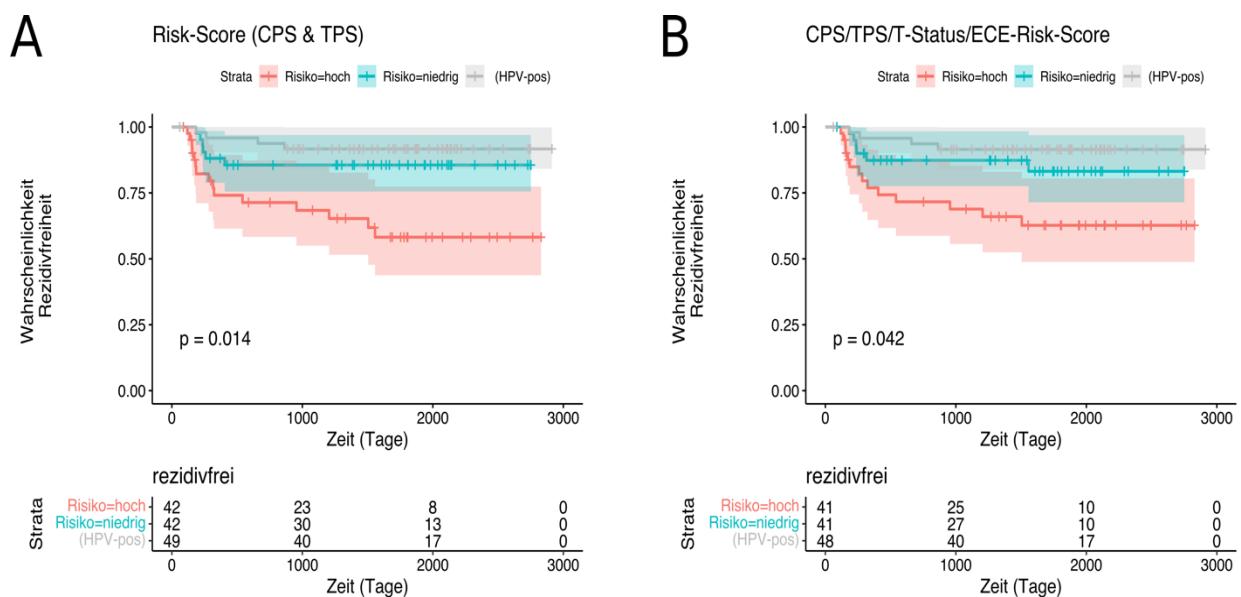 A
Risk-Score (CPS & TPS)
Strata Risiko=hoch Risiko=niedrig (HPV-pos)
Wahrscheinlichkeit
Rezidivfreiheit
1.00
0.75
0.50
0.25
0.00
p = 0.014
0 1000 2000 3000
Zeit (Tage)
rezidivfrei
Strata
Risiko=hoch 42 23 8 0
Risiko=niedrig 42 30 13 0
(HPV-pos) 49 40 17 0
0 1000 2000 3000
Zeit (Tage)
B
CPS/TPS/T-Status/ECE-Risk-Score
Strata Risiko=hoch Risiko=niedrig (HPV-pos)
Wahrscheinlichkeit
Rezidivfreiheit
1.00
0.75
0.50
0.25
0.00
p = 0.042
0 1000 2000 3000
Zeit (Tage)
rezidivfrei
Strata
Risiko=hoch 41 25 10 0
Risiko=niedrig 41 27 10 0
(HPV-pos) 48 40 17 0
0 1000 2000 3000
Zeit (Tage)